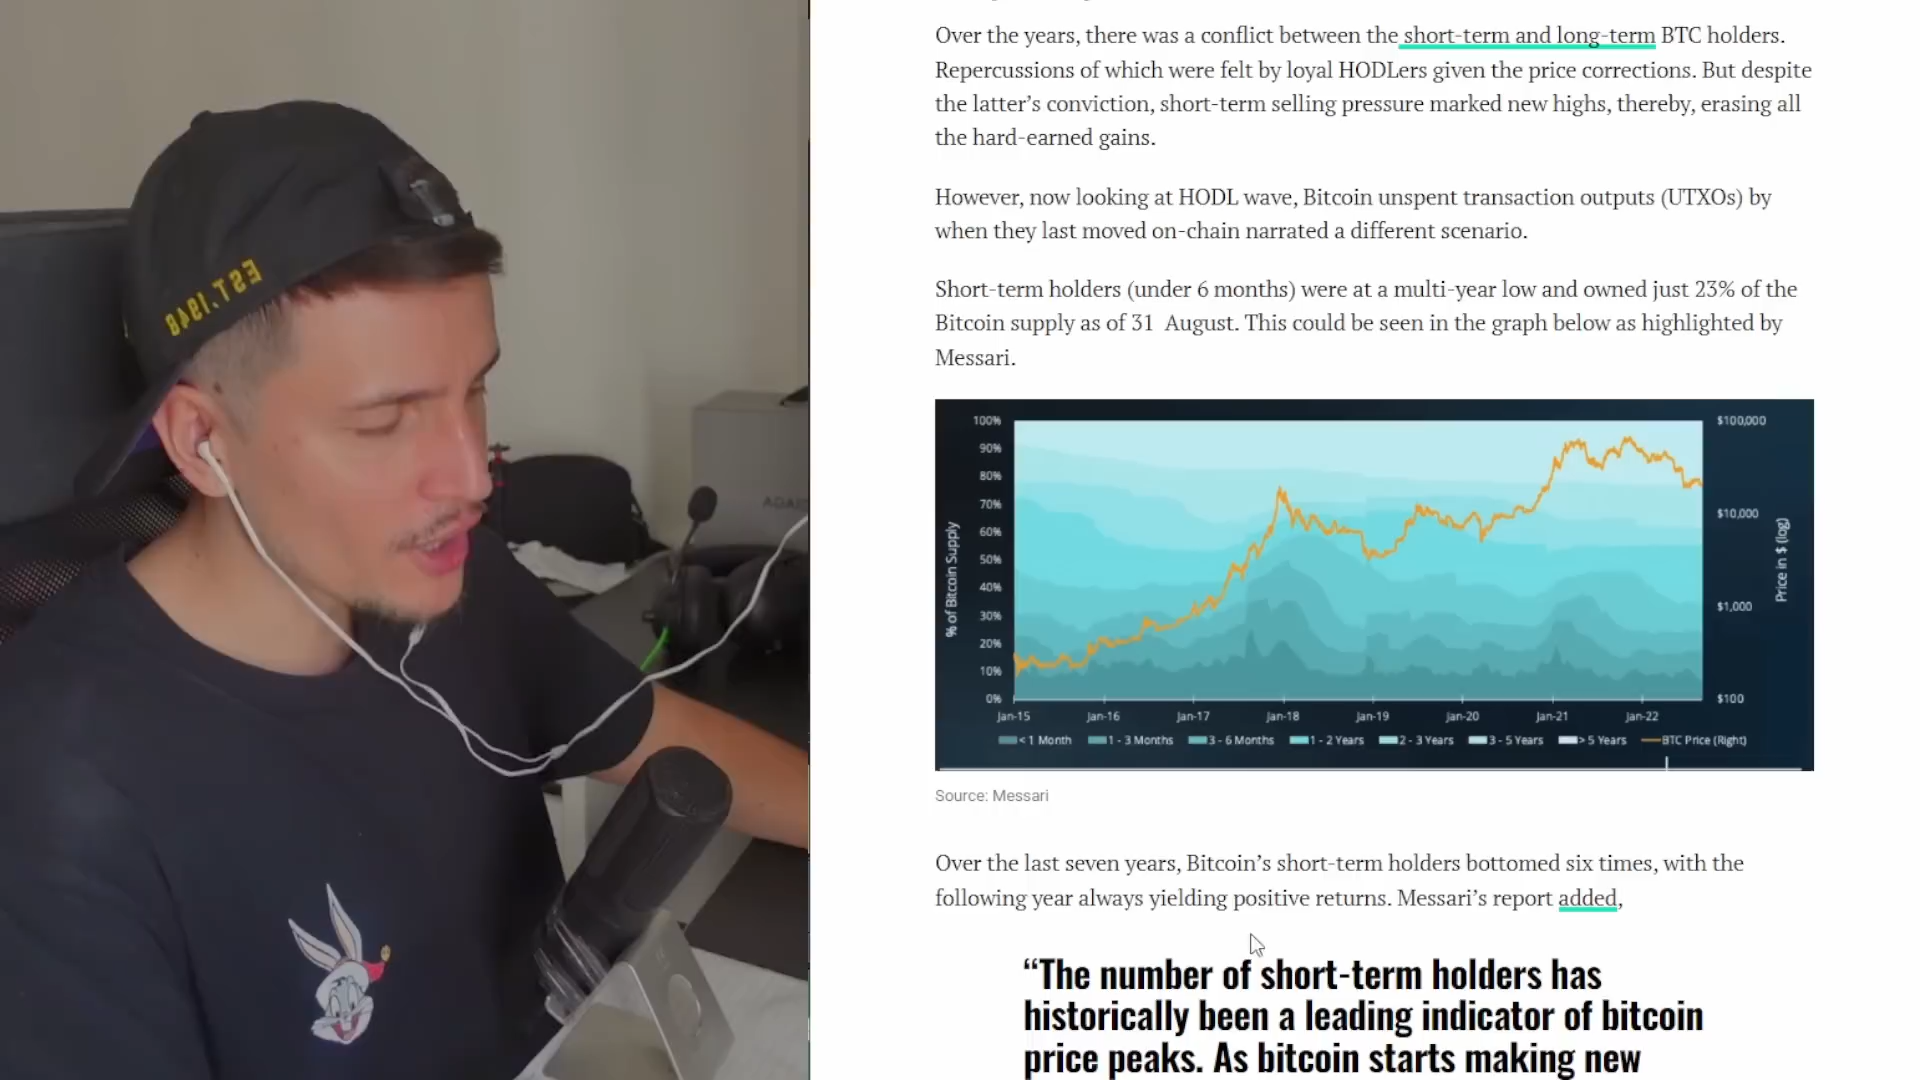 Over the years, there was a conflict between the short-term and long-term BTC holders.
Repercussions of which were felt by loyal HODLers given the price corrections. But despite
the latter’s conviction, short-term selling pressure marked new highs, thereby, erasing all
the hard-earned gains.
However, now looking at HODL wave, Bitcoin unspent transaction outputs (UTXOs) by
when they last moved on-chain narrated a different scenario.
Short-term holders (under 6 months) were at a multi-year low and owned just 23% of the
Bitcoin supply as of 31 August. This could be seen in the graph below as highlighted by
Messari.
100%
90%
80%
70%
60%
50%
40%
30%
20%
10%
0%
% of Bitcoin Supply
$100,000
$10,000
$1,000
$100
Price in $ (log)
Jan-15 Jan-16 Jan-17 Jan-18 Jan-19 Jan-20 Jan-21 Jan-22
< 1 Month 1 - 3 Months 3 - 6 Months 1 - 2 Years 2 - 3 Years 3 - 5 Years > 5 Years BTC Price (Right)
Source: Messari
Over the last seven years, Bitcoin’s short-term holders bottomed six times, with the
following year always yielding positive returns. Messari’s report added,
“The number of short-term holders has
historically been a leading indicator of bitcoin
price peaks. As bitcoin starts making new
EST.1948